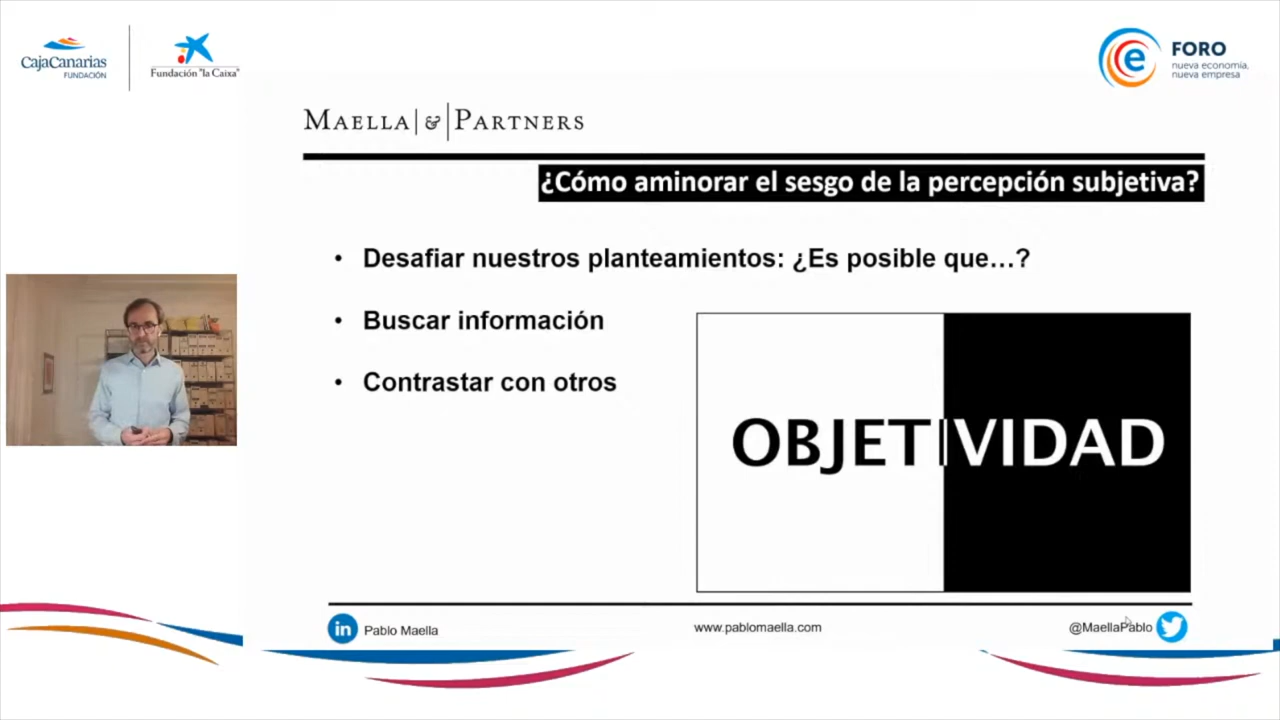 CajaCanarias
FUNDACIÓN
Fundación "la Caixa"
e
FORO
nueva economía,
nueva empresa
MAELLA & PARTNERS
¿Cómo aminorar el sesgo de la percepción subjetiva?
• Desafiar nuestros planteamientos: ¿Es posible que…?
• Buscar información
• Contrastar con otros
OBJETIVIDAD
in Pablo Maella
www.pablomaella.com
@MaellaPablo